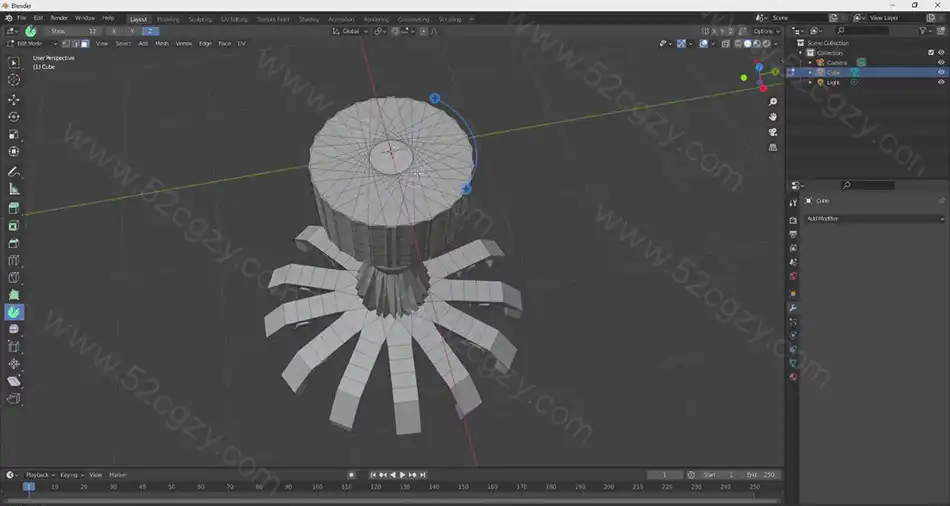 Blender
File Edit Render Window Help Layout Modeling Sculpting UV Editing Texture Paint Shading Animation Rendering Compositing Scripting Scene View Layer
Steps 12 X Y Z Global X Y Z Options
Edit Mode View Select Add Mesh Vertex Edge Face UV
User Perspective
(1) Cube
Scene Collection
Collection
Camera
Cube
Light
Cube
Add Modifier
Playback Keying View Marker 1 Start 1 End 250
1 10 20 30 40 50 60 70 80 90 100 110 120 130 140 150 160 170 180 190 200 210 220 230 240 250
www.52cgzy.com
www.52cgzy.com
www.52cgzy.com
www.52cgzy.com
www.52cgzy.com